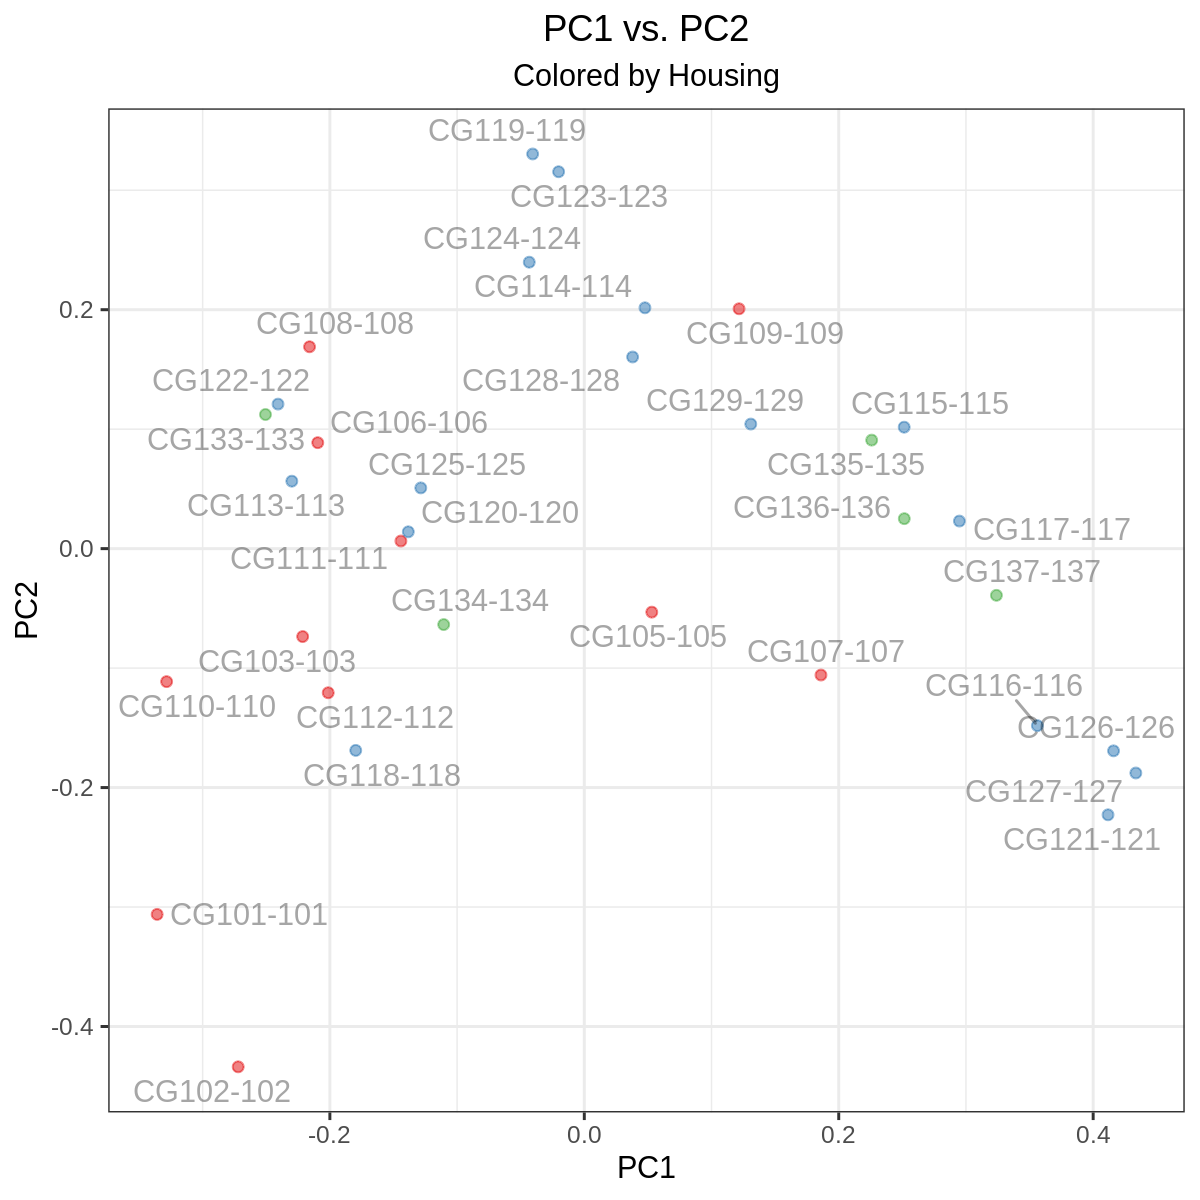 PC1 vs. PC2
Colored by Housing
CG119-119
CG123-123
CG124-124
CG114-114
0.2
CG108-108
CG109-109
CG122-122
CG128-128
CG129-129
CG115-115
CG106-106
CG133-133
CG125-125
CG135-135
CG113-113
CG120-120
CG136-136
CG117-117
0.0
CG111-111
CG137-137
CG134-134
PC2
CG105-105
CG103-103
CG107-107
CG116-116
CG110-110
CG112-112
CG126-126
CG118-118
-0.2
CG127-127
CG121-121
CG101-101
-0.4
CG102-102
-0.2 0.0 0.2 0.4
PC1